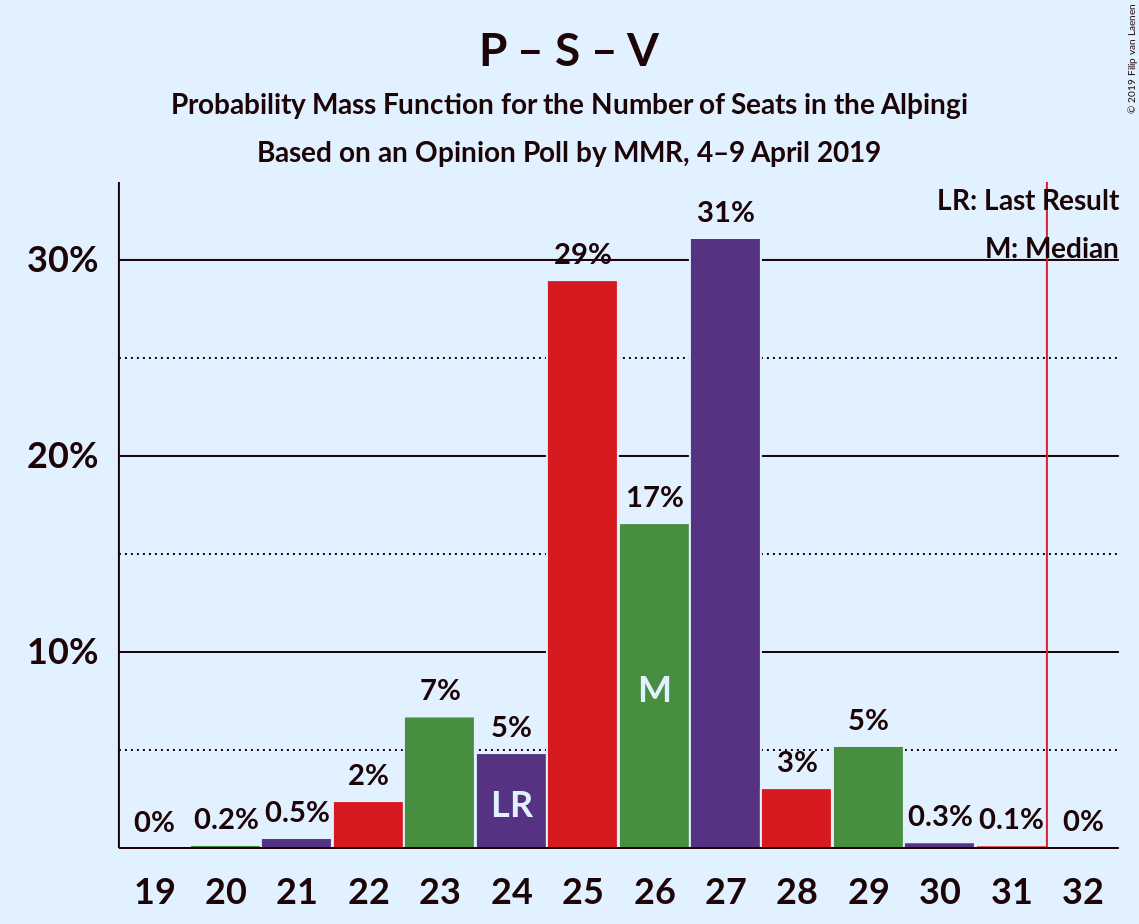 P – S – V
Probability Mass Function for the Number of Seats in the Alþingi
Based on an Opinion Poll by MMR, 4–9 April 2019
© 2019 Filip van Laenen
LR: Last Result
M: Median
30%
20%
10%
0%
0.2%
0.5%
2%
7%
5%
29%
17%
31%
3%
5%
0.3%
0.1%
0%
LR
M
19 20 21 22 23 24 25 26 27 28 29 30 31 32